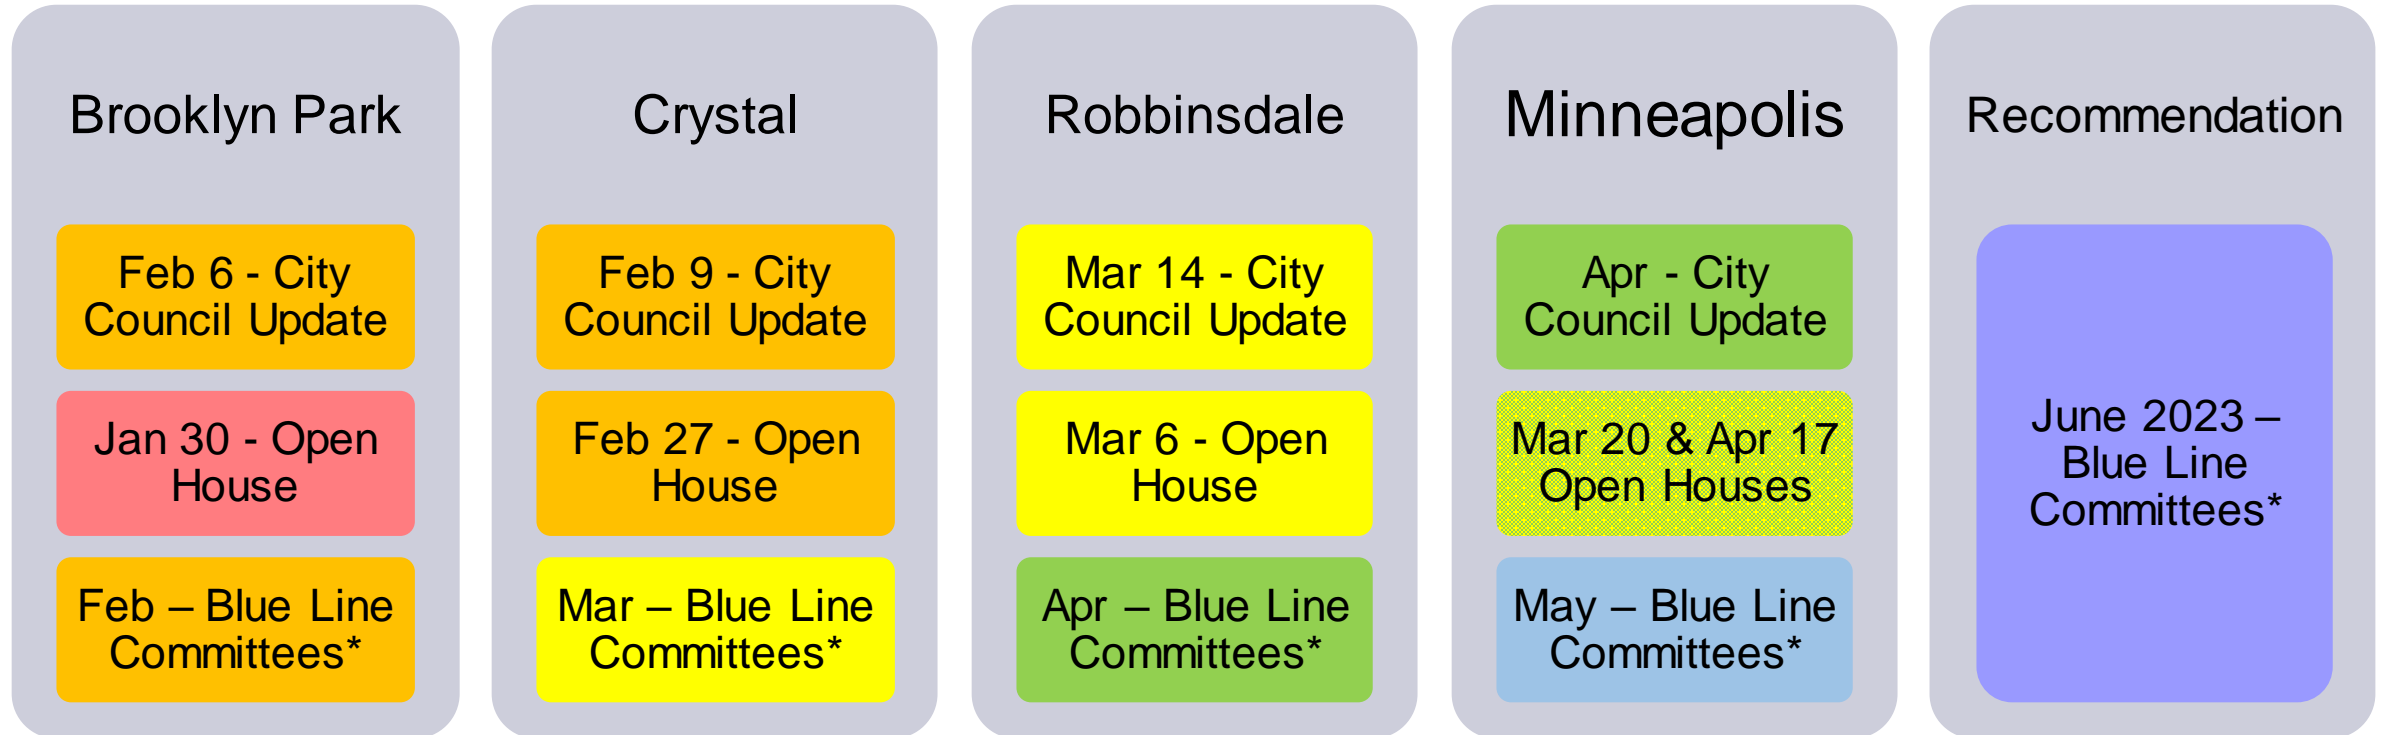 Brooklyn Park
Feb 6 - City
Council Update
Jan 30 - Open
House
Feb – Blue Line
Committees*
Crystal
Feb 9 - City
Council Update
Feb 27 - Open
House
Mar – Blue Line
Committees*
Robbinsdale
Mar 14 - City
Council Update
Mar 6 - Open
House
Apr – Blue Line
Committees*
Minneapolis
Apr - City
Council Update
Mar 20 & Apr 17
Open Houses
May – Blue Line
Committees*
Recommendation
June 2023 –
Blue Line
Committees*